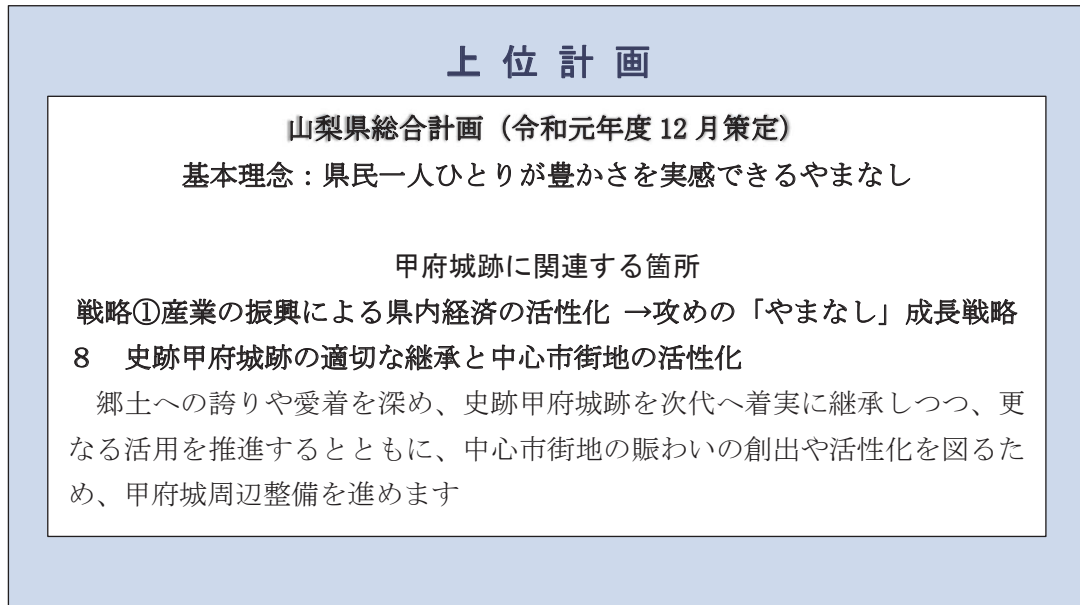 上位計画
山梨県総合計画（令和元年度 12 月策定）
基本理念：県民一人ひとりが豊かさを実感できるやまなし
甲府城跡に関連する箇所
戦略①産業の振興による県内経済の活性化 →攻めの「やまなし」成長戦略
８　史跡甲府城跡の適切な継承と中心市街地の活性化
　郷土への誇りや愛着を深め、史跡甲府城跡を次代へ着実に継承しつつ、更
なる活用を推進するとともに、中心市街地の賑わいの創出や活性化を図るた
め、甲府城周辺整備を進めます